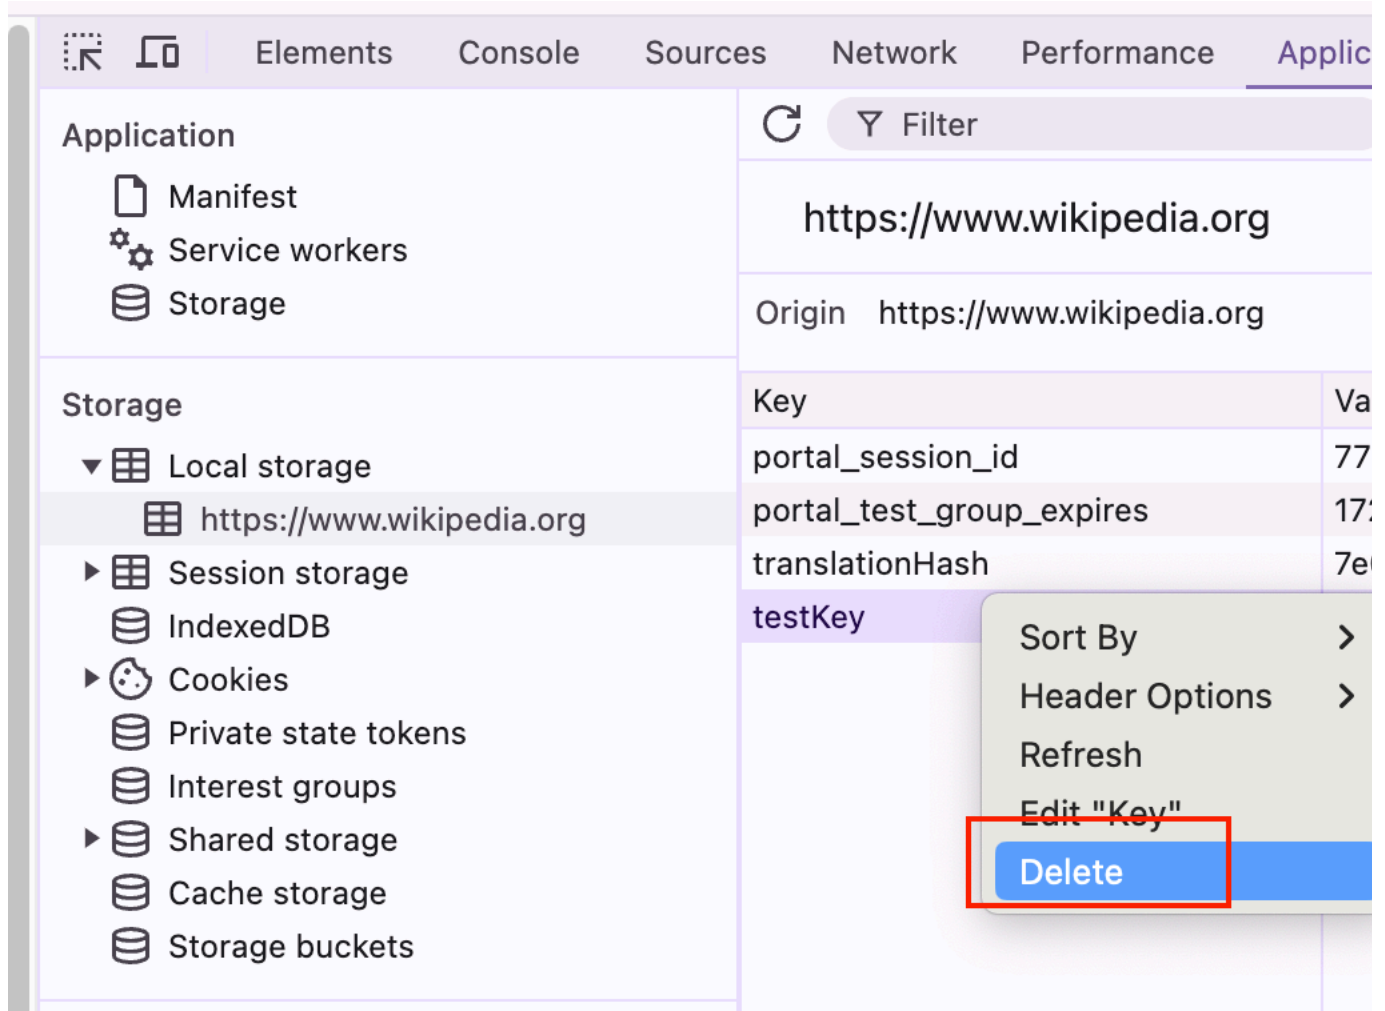 Elements Console Sources Network Performance Applic
Application
Manifest
Service workers
Storage
Storage
Local storage
https://www.wikipedia.org
Session storage
IndexedDB
Cookies
Private state tokens
Interest groups
Shared storage
Cache storage
Storage buckets
Filter
https://www.wikipedia.org
Origin https://www.wikipedia.org
Key Va
portal_session_id 77
portal_test_group_expires 172
translationHash 7e
testKey
Sort By
Header Options
Refresh
Edit "Key"
Delete